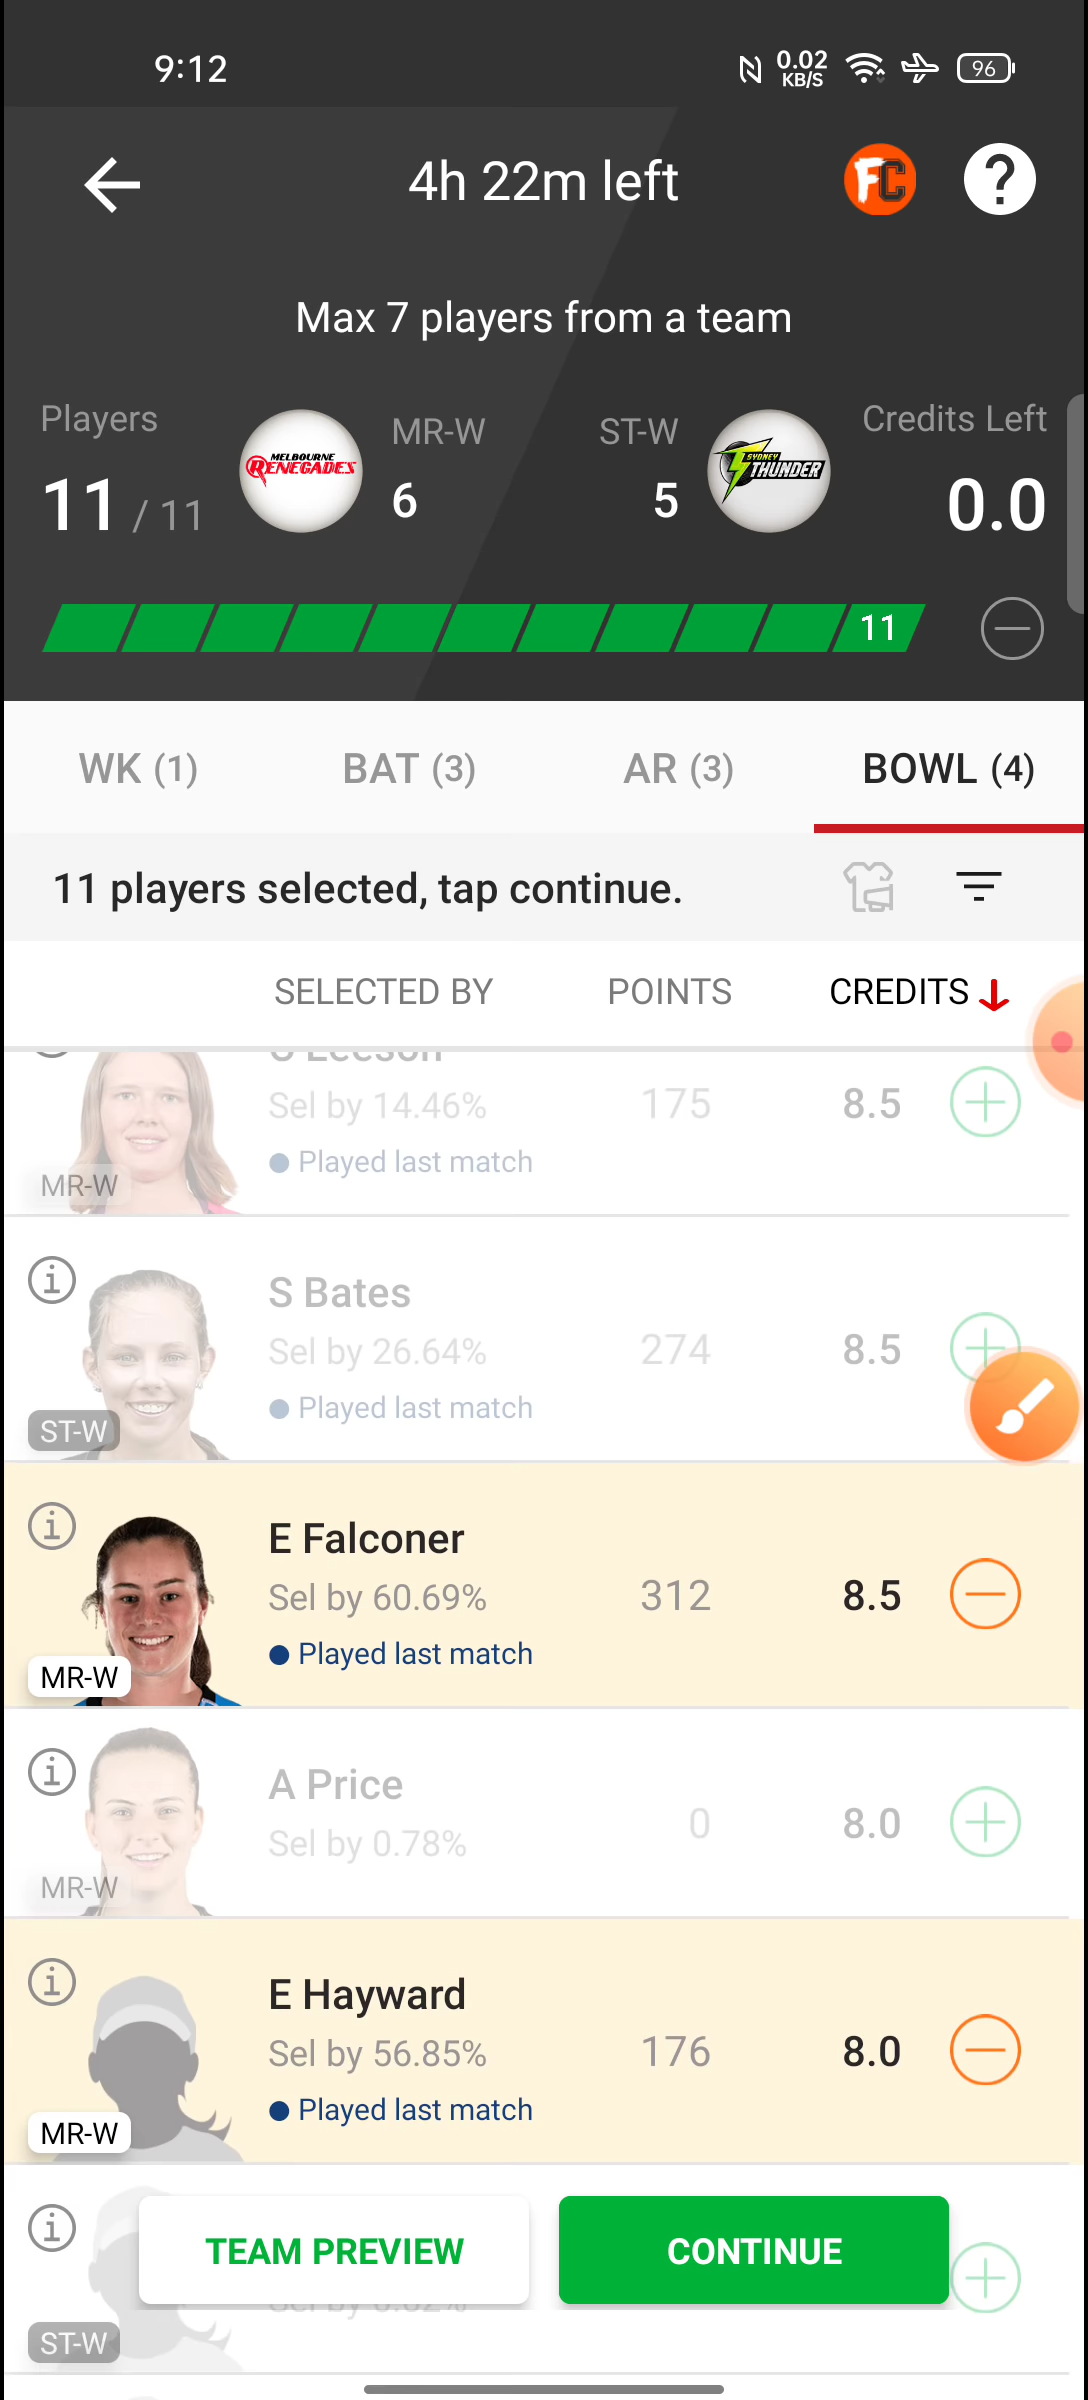 9:12
0.02
KB/S
96
4h 22m left
FC
?
Max 7 players from a team
Players
11 / 11
MELBOURNE
RENEGADES
MR-W
6
ST-W
5
SYDNEY
THUNDER
Credits Left
0.0
11
WK (1)
BAT (3)
AR (3)
BOWL (4)
11 players selected, tap continue.
SELECTED BY
POINTS
CREDITS
Leeson
Sel by 14.46%
175
8.5
Played last match
MR-W
S Bates
Sel by 26.64%
274
8.5
Played last match
ST-W
E Falconer
Sel by 60.69%
312
8.5
Played last match
MR-W
A Price
Sel by 0.78%
0
8.0
MR-W
E Hayward
Sel by 56.85%
176
8.0
Played last match
MR-W
TEAM PREVIEW
CONTINUE
Sel by
ST-W